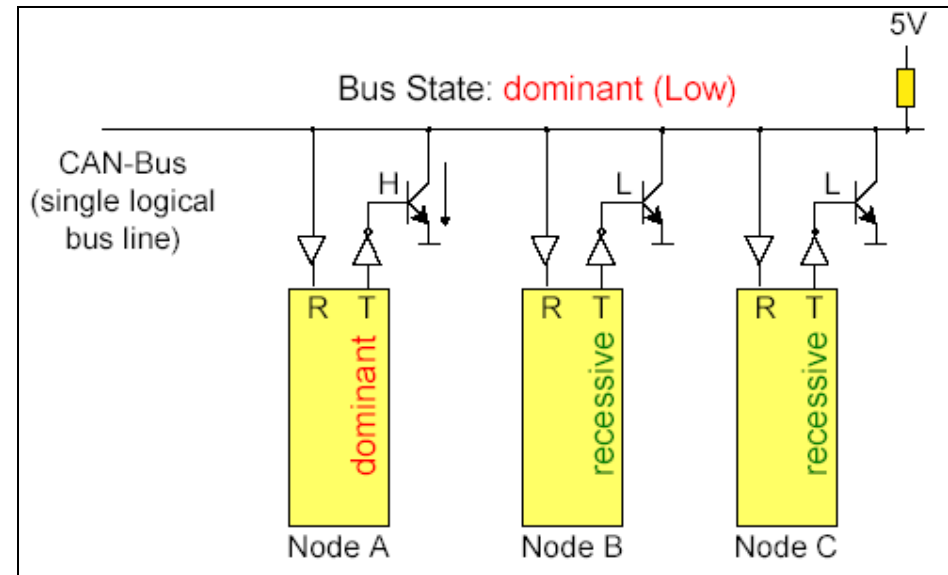 5V
Bus State: dominant (Low)
CAN-Bus
(single logical
bus line)
H
L
L
R T
R T
R T
dominant
recessive
recessive
Node A
Node B
Node C